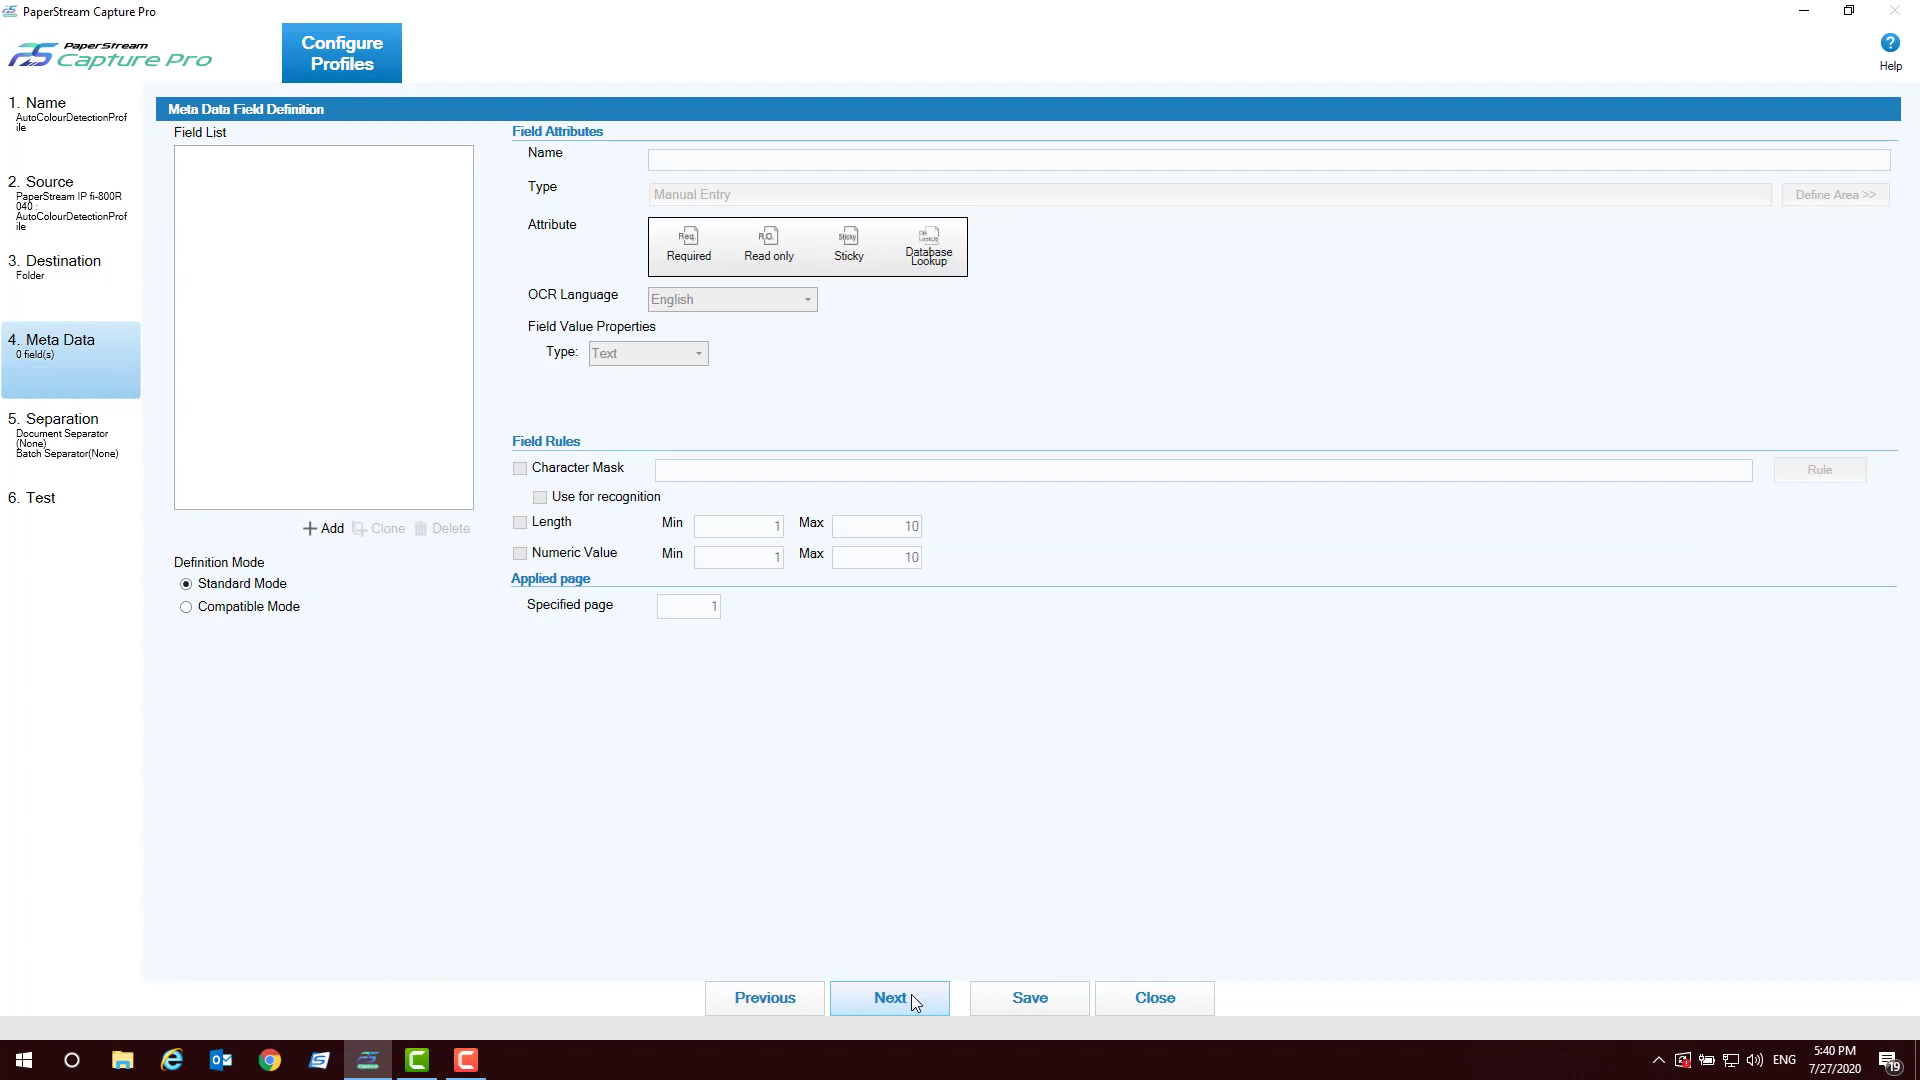 PaperStream Capture Pro
PaperStream
Capture Pro
Configure
Profiles
?
Help
1. Name
AutoColourDetectionProf
ile
2. Source
PaperStream IP fi-800R
040 :
AutoColourDetectionProf
ile
3. Destination
Folder
4. Meta Data
0 field(s)
5. Separation
Document Separator
(None)
Batch Separator(None)
6. Test
Meta Data Field Definition
Field List
Add Clone Delete
Definition Mode
Standard Mode
Compatible Mode
Field Attributes
Name
Type Manual Entry Define Area >>
Attribute
Req. R.O. Sticky DB LookUp
Required Read only Sticky Database
Lookup
OCR Language English
Field Value Properties
Type: Text
Field Rules
Character Mask Rule
Use for recognition
Length Min 1 Max 10
Numeric Value Min 1 Max 10
Applied page
Specified page 1
Previous Next Save Close
ENG
5:40 PM
7/27/2020
19